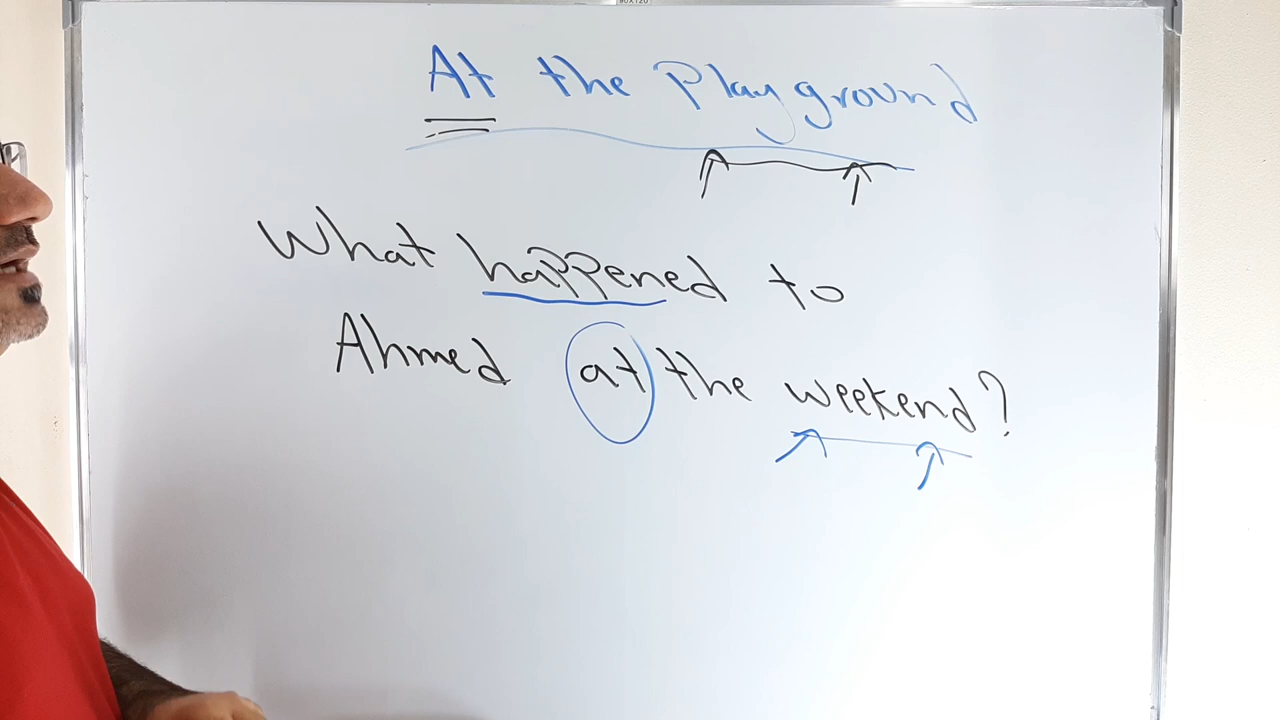 At the Playground
What happened to
Ahmed at the weekend?